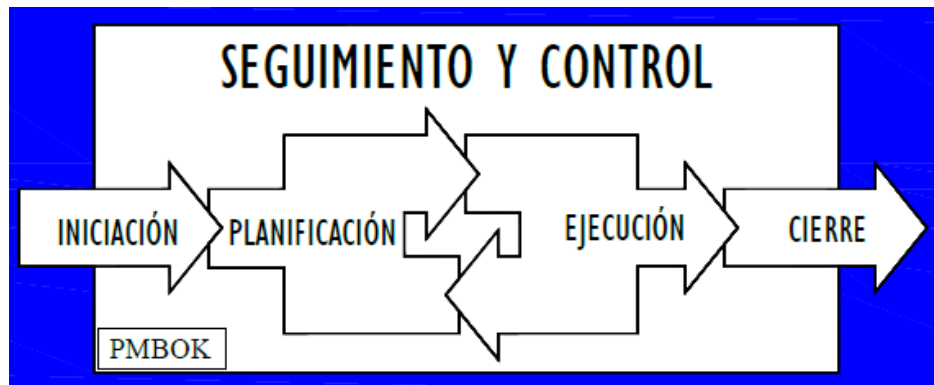 SEGUIMIENTO Y CONTROL
INICIACIÓN
PLANIFICACIÓN
EJECUCIÓN
CIERRE
PMBOK